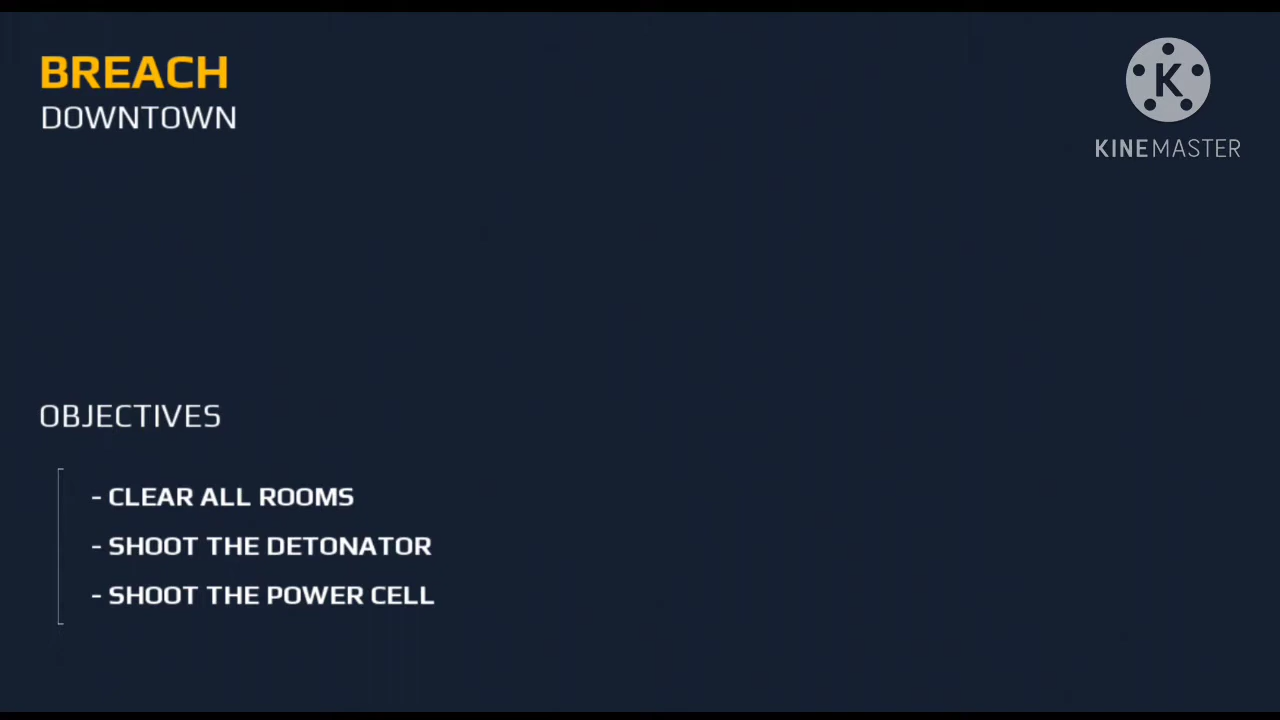 BREACH
DOWNTOWN
K
KINEMASTER
OBJECTIVES
- CLEAR ALL ROOMS
- SHOOT THE DETONATOR
- SHOOT THE POWER CELL